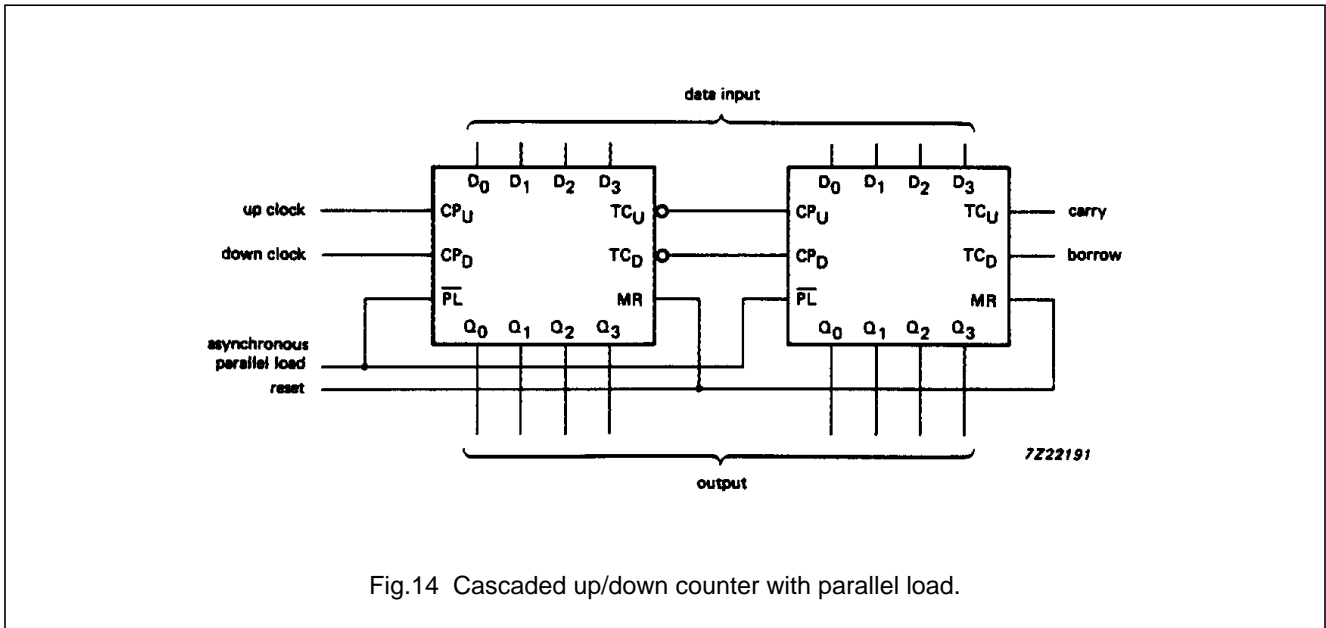 data input
D0 D1 D2 D3 D0 D1 D2 D3
up clock CPU TCU CPU TCU carry
down clock CPD TCD CPD TCD borrow
PL MR PL MR
Q0 Q1 Q2 Q3 Q0 Q1 Q2 Q3
asynchronous
parallel load
reset
7Z22191
output
Fig.14 Cascaded up/down counter with parallel load.